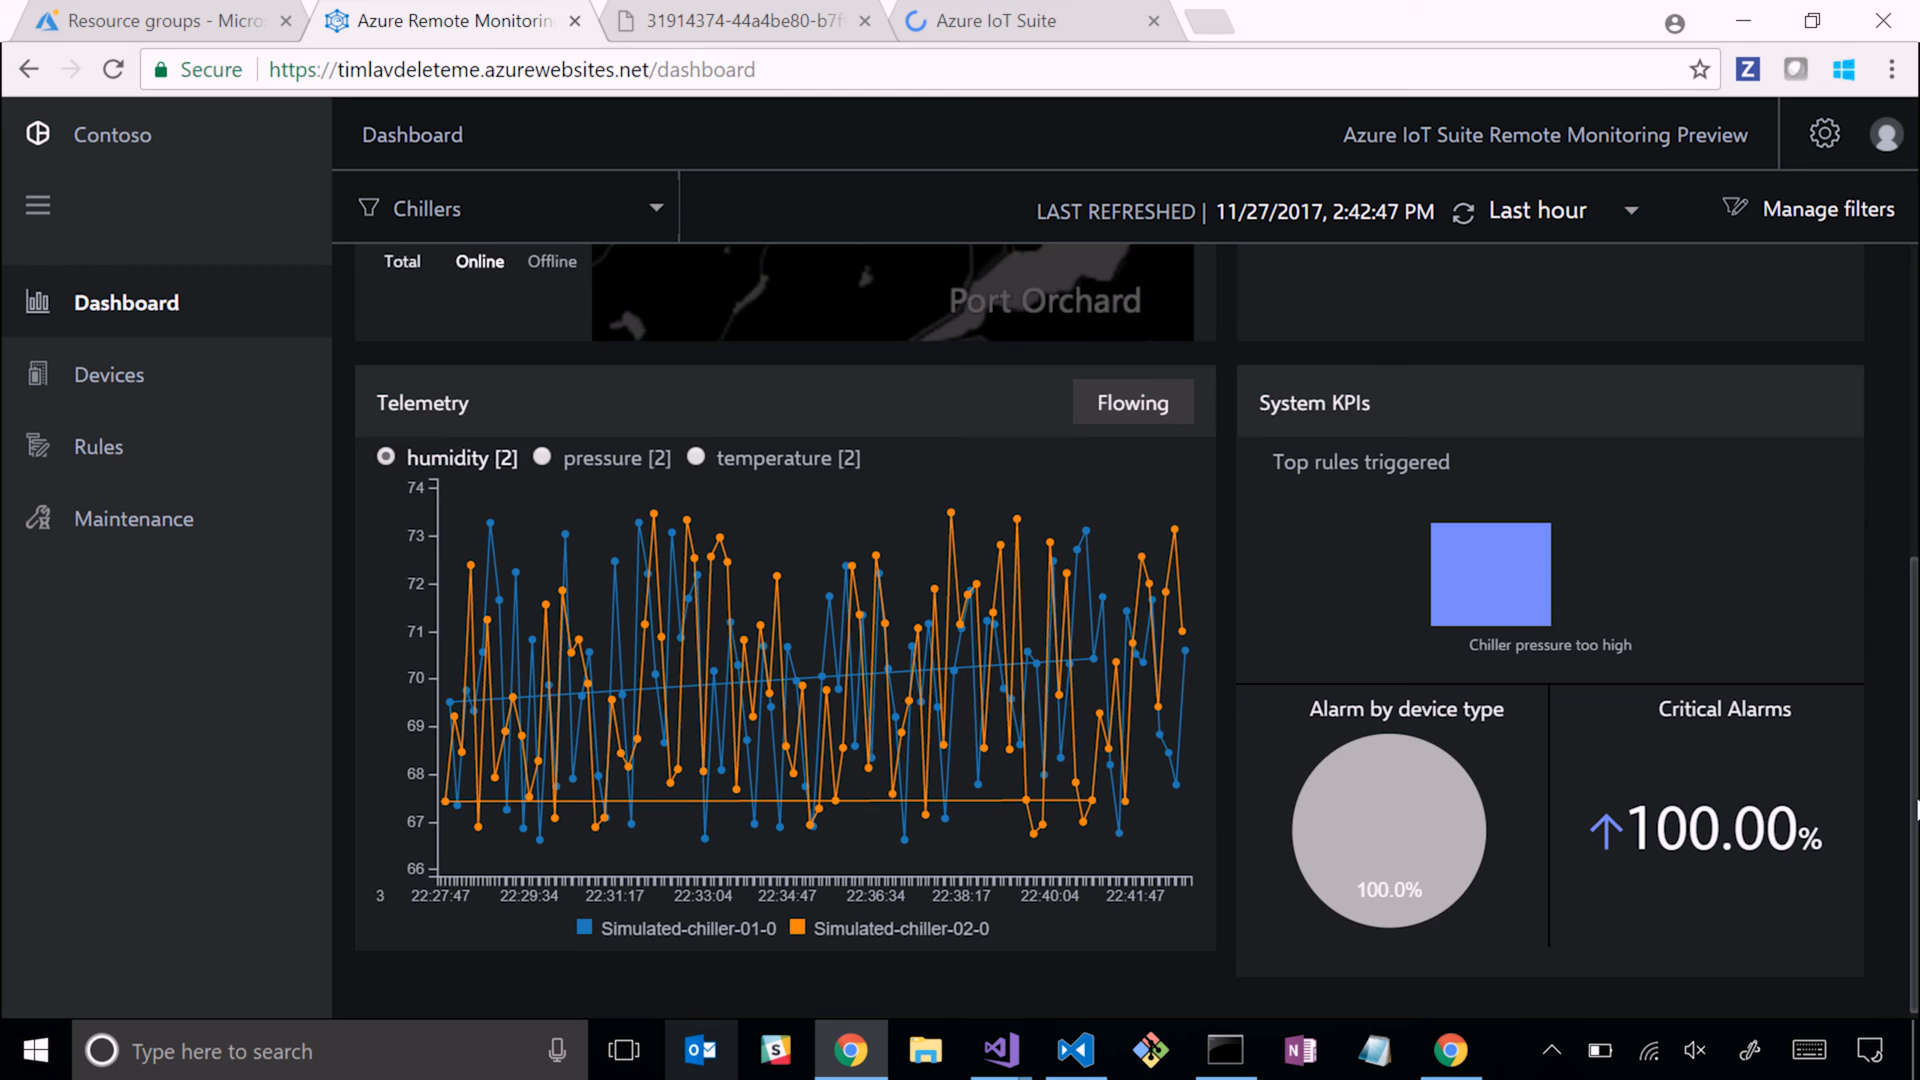 Resource groups - Micro
Azure Remote Monitorin
31914374-44a4be80-b7f
Azure IoT Suite
Secure
https://timlavdeleteme.azurewebsites.net/dashboard
Contoso
Dashboard
Azure IoT Suite Remote Monitoring Preview
Chillers
LAST REFRESHED | 11/27/2017, 2:42:47 PM
Last hour
Manage filters
Total Online Offline
Port Orchard
Dashboard
Devices
Rules
Maintenance
Telemetry
Flowing
humidity [2] pressure [2] temperature [2]
74
73
72
71
70
69
68
67
66
3 22:27:47 22:29:34 22:31:17 22:33:04 22:34:47 22:36:34 22:38:17 22:40:04 22:41:47
Simulated-chiller-01-0 Simulated-chiller-02-0
System KPIs
Top rules triggered
Chiller pressure too high
Alarm by device type
100.0%
Critical Alarms
100.00%
Type here to search